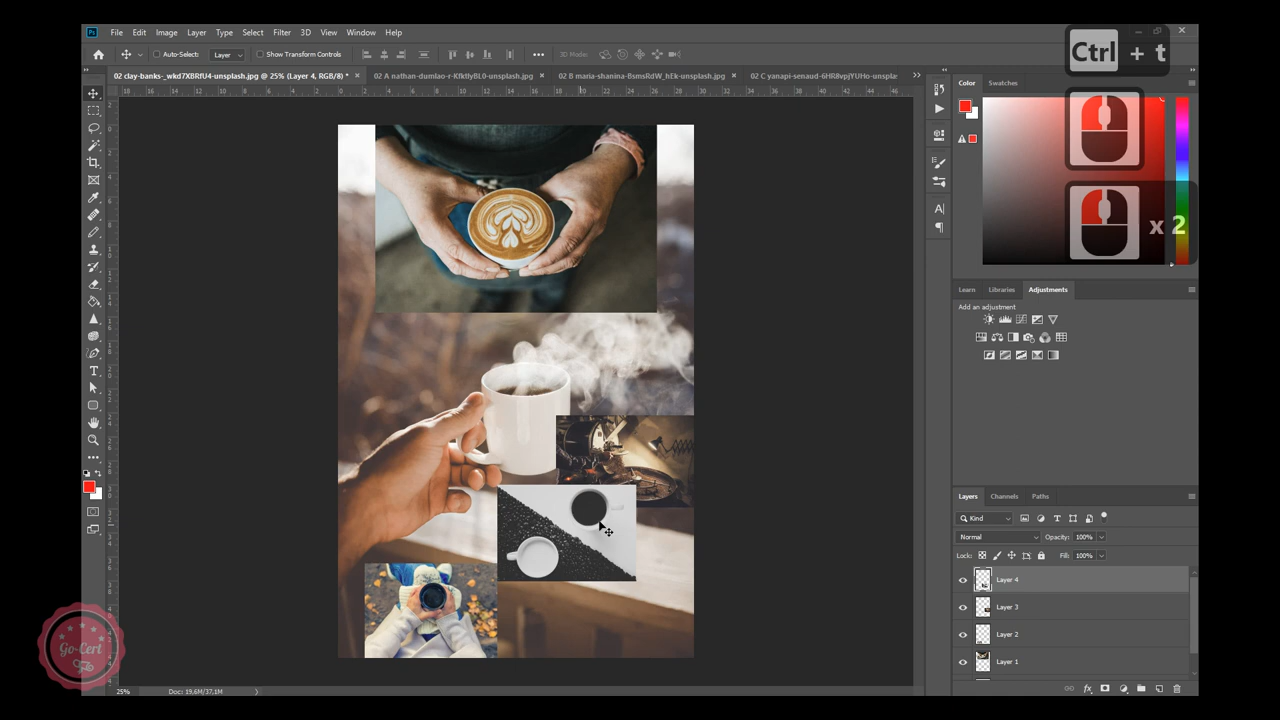 Ps File Edit Image Layer Type Select Filter 3D View Window Help
Ctrl + t
Auto-Select: Layer Show Transform Controls 3D Mode:
02 clay-banks-_wkd7XBRfU4-unsplash.jpg @ 25% (Layer 4, RGB/8) * × 02 A nathan-dumlao-r-KfktlyBL0-unsplash.jpg × 02 B maria-shanina-BsmsRdW_hEk-unsplash.jpg × 02 C yanapi-senaud-6HR8vpjYUHo-unsplas
Color Swatches
x 2
Learn Libraries Adjustments
Add an adjustment
Layers Channels Paths
Kind
Normal Opacity: 100%
Lock: Fill: 100%
Layer 4
Layer 3
Layer 2
Layer 1
Go-Cert
25% Doc: 19,6M/37,1M